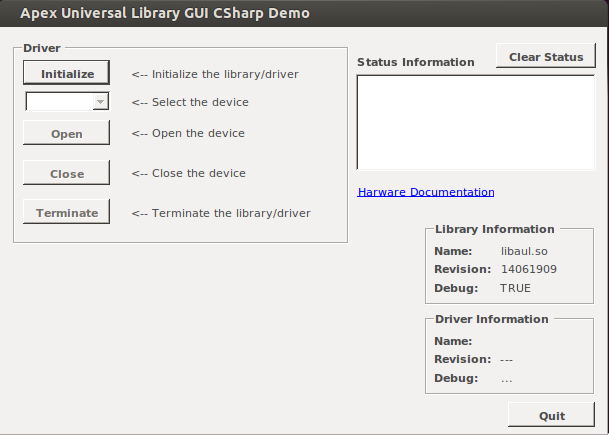 Apex Universal Library GUI CSharp Demo
Driver
Initialize <-- Initialize the library/driver
<-- Select the device
Open <-- Open the device
Close <-- Close the device
Terminate <-- Terminate the library/driver
Status Information
Clear Status
Harware Documentation
Library Information
Name: libaul.so
Revision: 14061909
Debug: TRUE
Driver Information
Name:
Revision: ---
Debug: ...
Quit